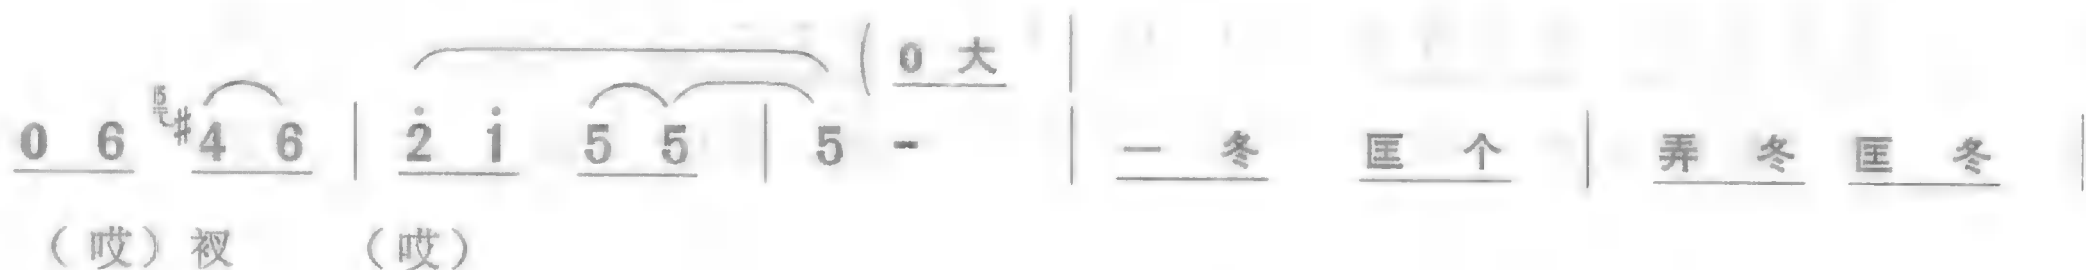 (0 大
0 6 #4 6 | 2̇ 1̇ 5 5 | 5 - | 一 冬 匡 个 | 弄 冬 匡 冬 |
（哎）衩 （哎）